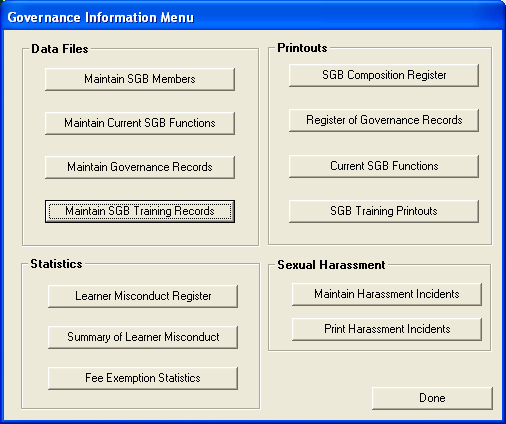 Governance Information Menu
Data Files
Maintain SGB Members
Maintain Current SGB Functions
Maintain Governance Records
Maintain SGB Training Records
Printouts
SGB Composition Register
Register of Governance Records
Current SGB Functions
SGB Training Printouts
Statistics
Learner Misconduct Register
Summary of Learner Misconduct
Fee Exemption Statistics
Sexual Harassment
Maintain Harassment Incidents
Print Harassment Incidents
Done